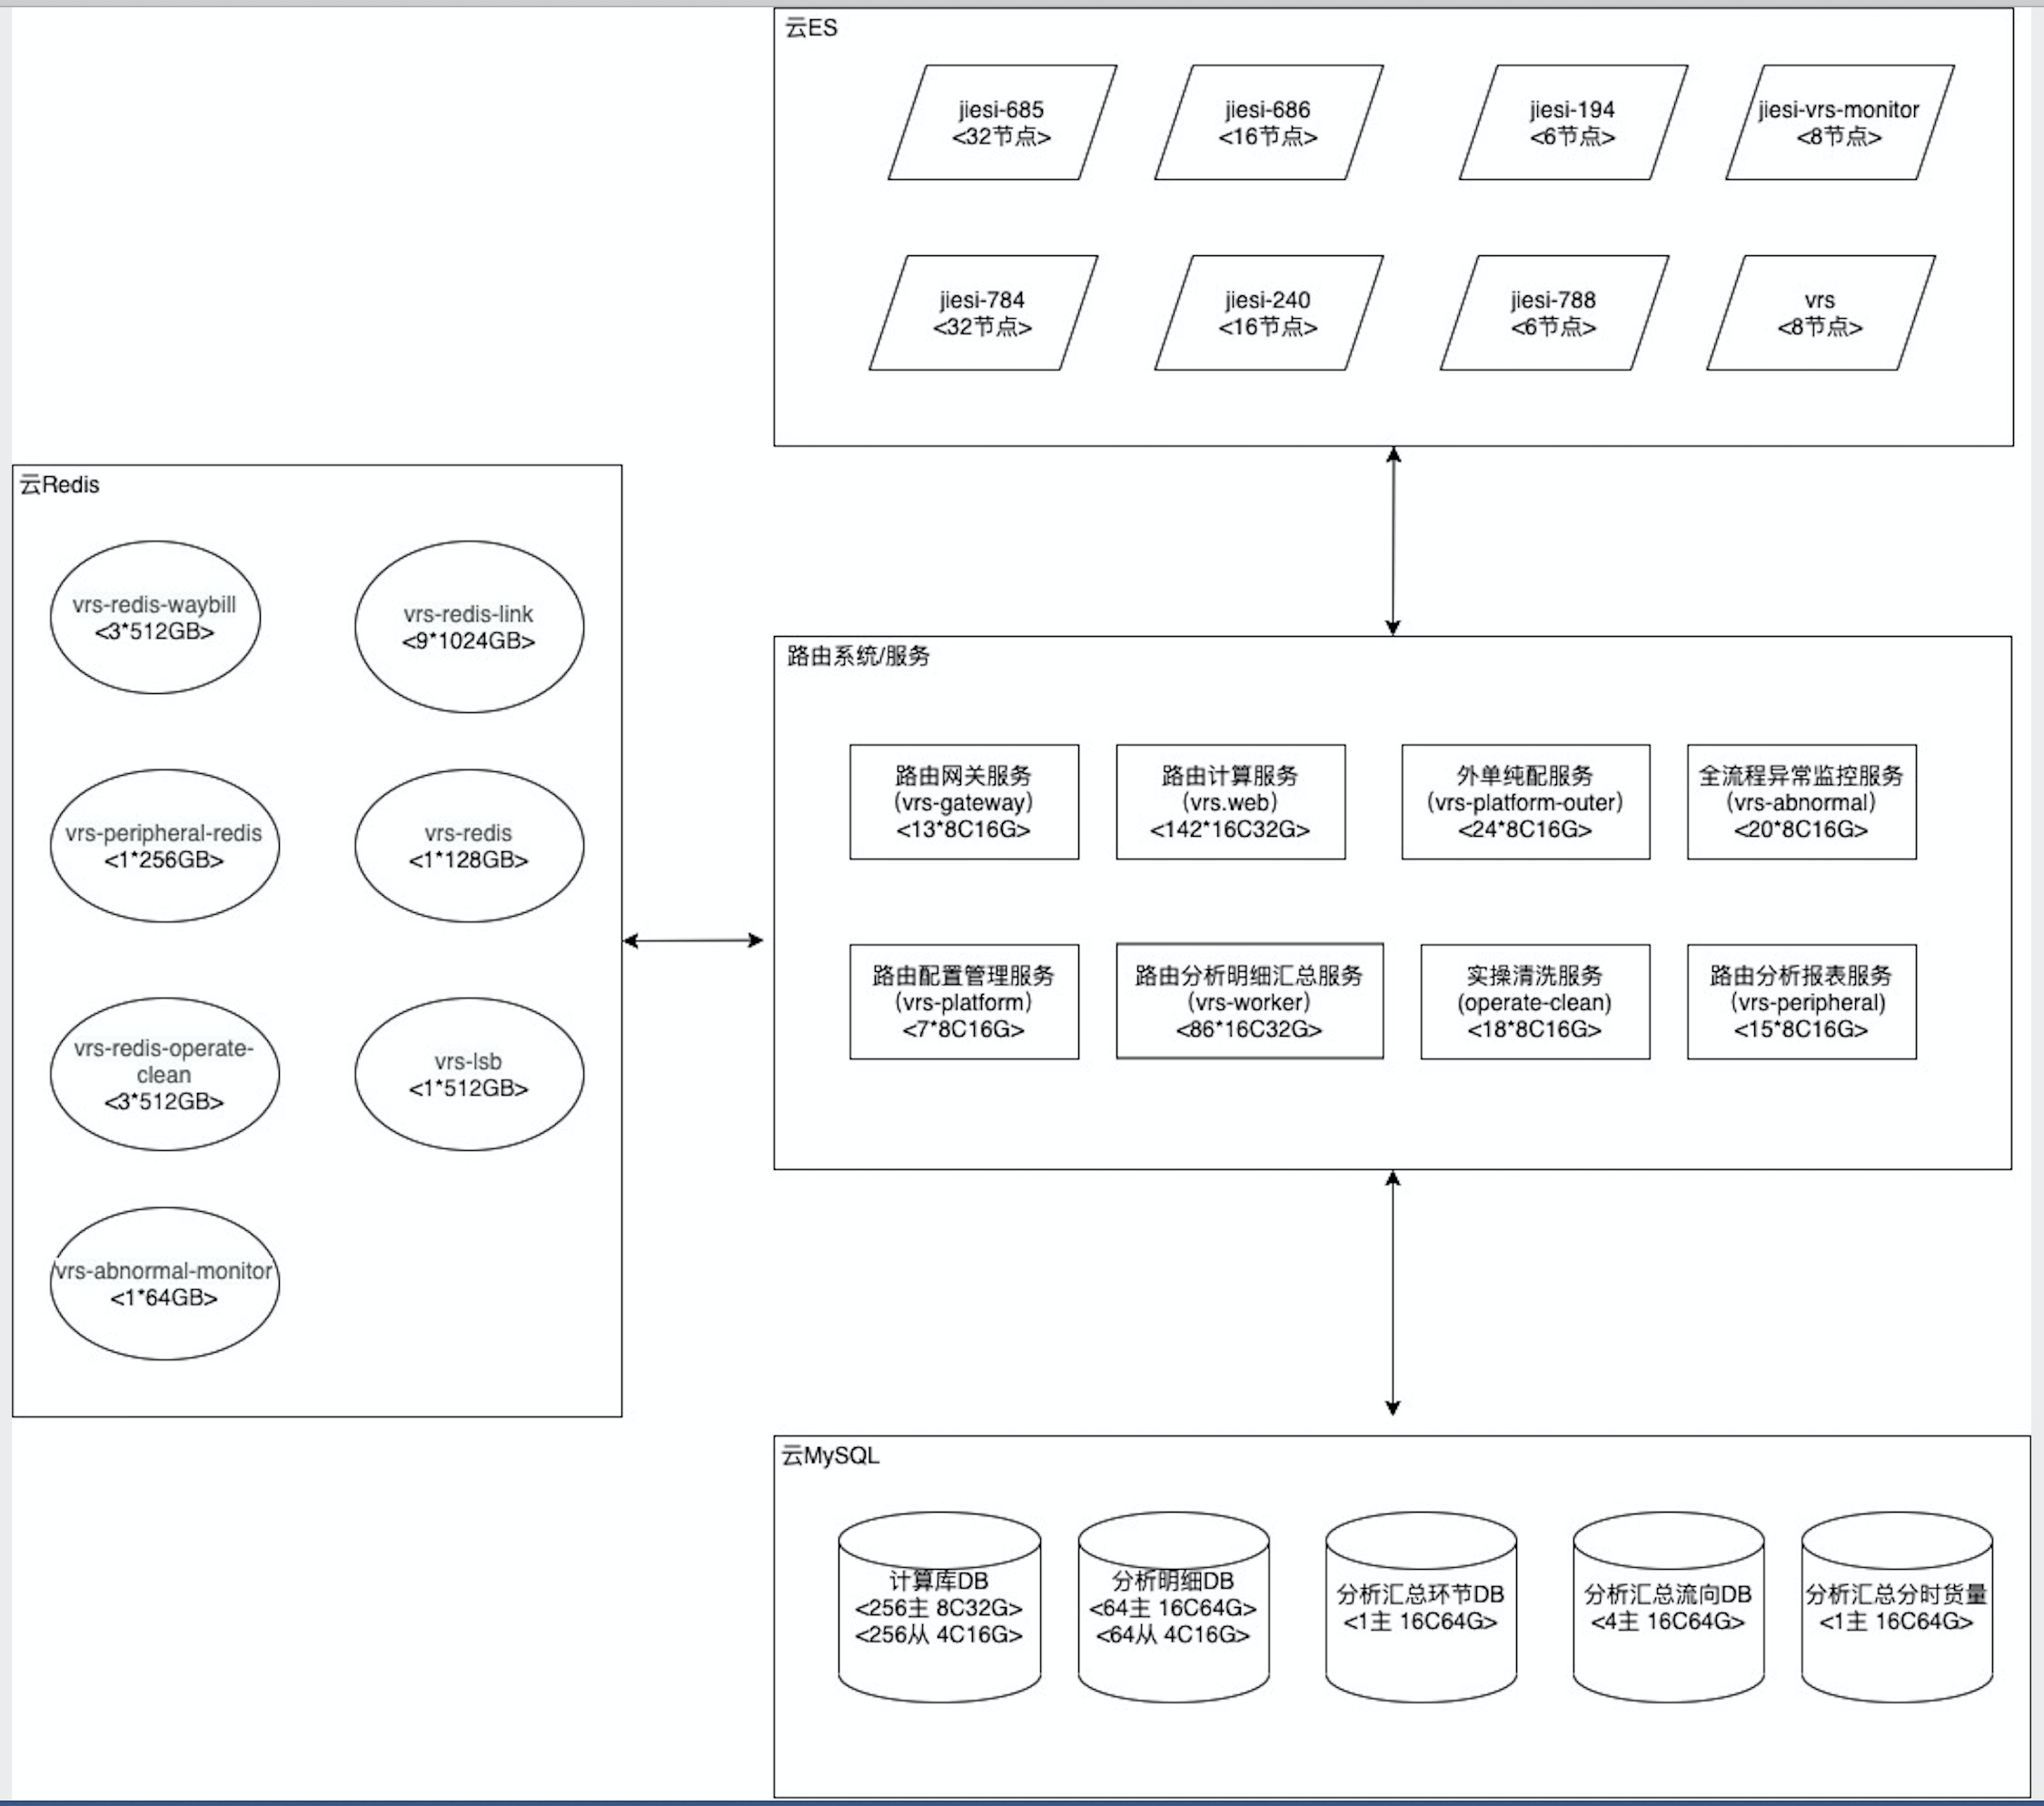 云ES
jiesi-685
<32节点>
jiesi-686
<16节点>
jiesi-194
<6节点>
jiesi-vrs-monitor
<8节点>
jiesi-784
<32节点>
jiesi-240
<16节点>
jiesi-788
<6节点>
vrs
<8节点>
云Redis
vrs-redis-waybill
<3*512GB>
vrs-redis-link
<9*1024GB>
vrs-peripheral-redis
<1*256GB>
vrs-redis
<1*128GB>
vrs-redis-operate-
clean
<3*512GB>
vrs-lsb
<1*512GB>
vrs-abnormal-monitor
<1*64GB>
路由系统/服务
路由网关服务
(vrs-gateway)
<13*8C16G>
路由计算服务
(vrs.web)
<142*16C32G>
外单纯配服务
(vrs-platform-outer)
<24*8C16G>
全流程异常监控服务
(vrs-abnormal)
<20*8C16G>
路由配置管理服务
(vrs-platform)
<7*8C16G>
路由分析明细汇总服务
(vrs-worker)
<86*16C32G>
实操清洗服务
(operate-clean)
<18*8C16G>
路由分析报表服务
(vrs-peripheral)
<15*8C16G>
云MySQL
计算库DB
<256主 8C32G>
<256从 4C16G>
分析明细DB
<64主 16C64G>
<64从 4C16G>
分析汇总环节DB
<1主 16C64G>
分析汇总流向DB
<4主 16C64G>
分析汇总分时货量
<1主 16C64G>